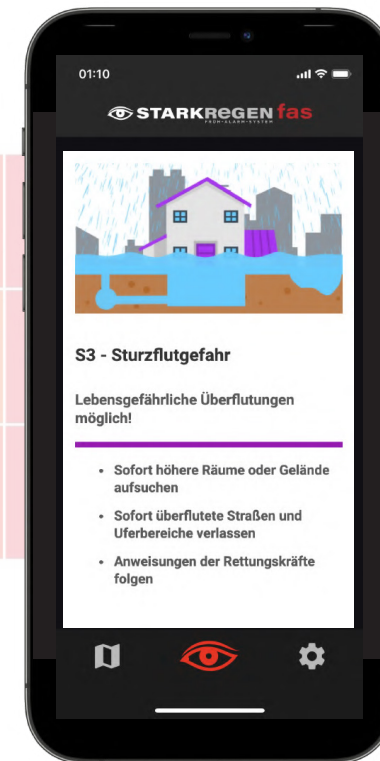 01:10
STARKREGEN fas
FRÜH-ALARM-SYSTEM
S3 - Sturzflutgefahr
Lebensgefährliche Überflutungen
möglich!
• Sofort höhere Räume oder Gelände
aufsuchen
• Sofort überflutete Straßen und
Uferbereiche verlassen
• Anweisungen der Rettungskräfte
folgen